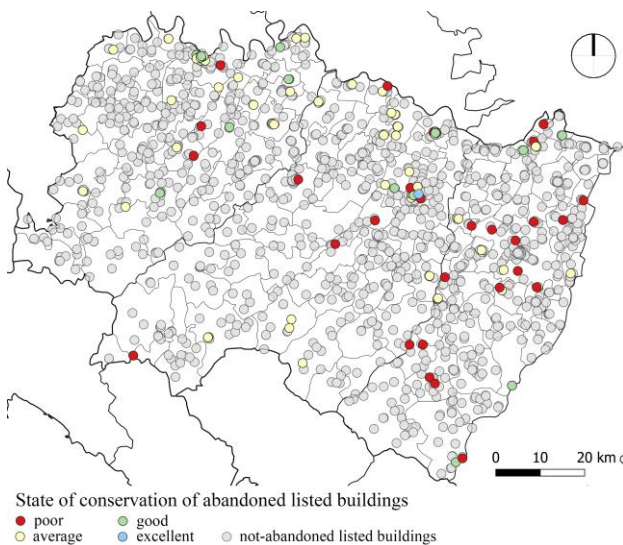 0 10 20 km
State of conservation of abandoned listed buildings
poor good
average excellent not-abandoned listed buildings